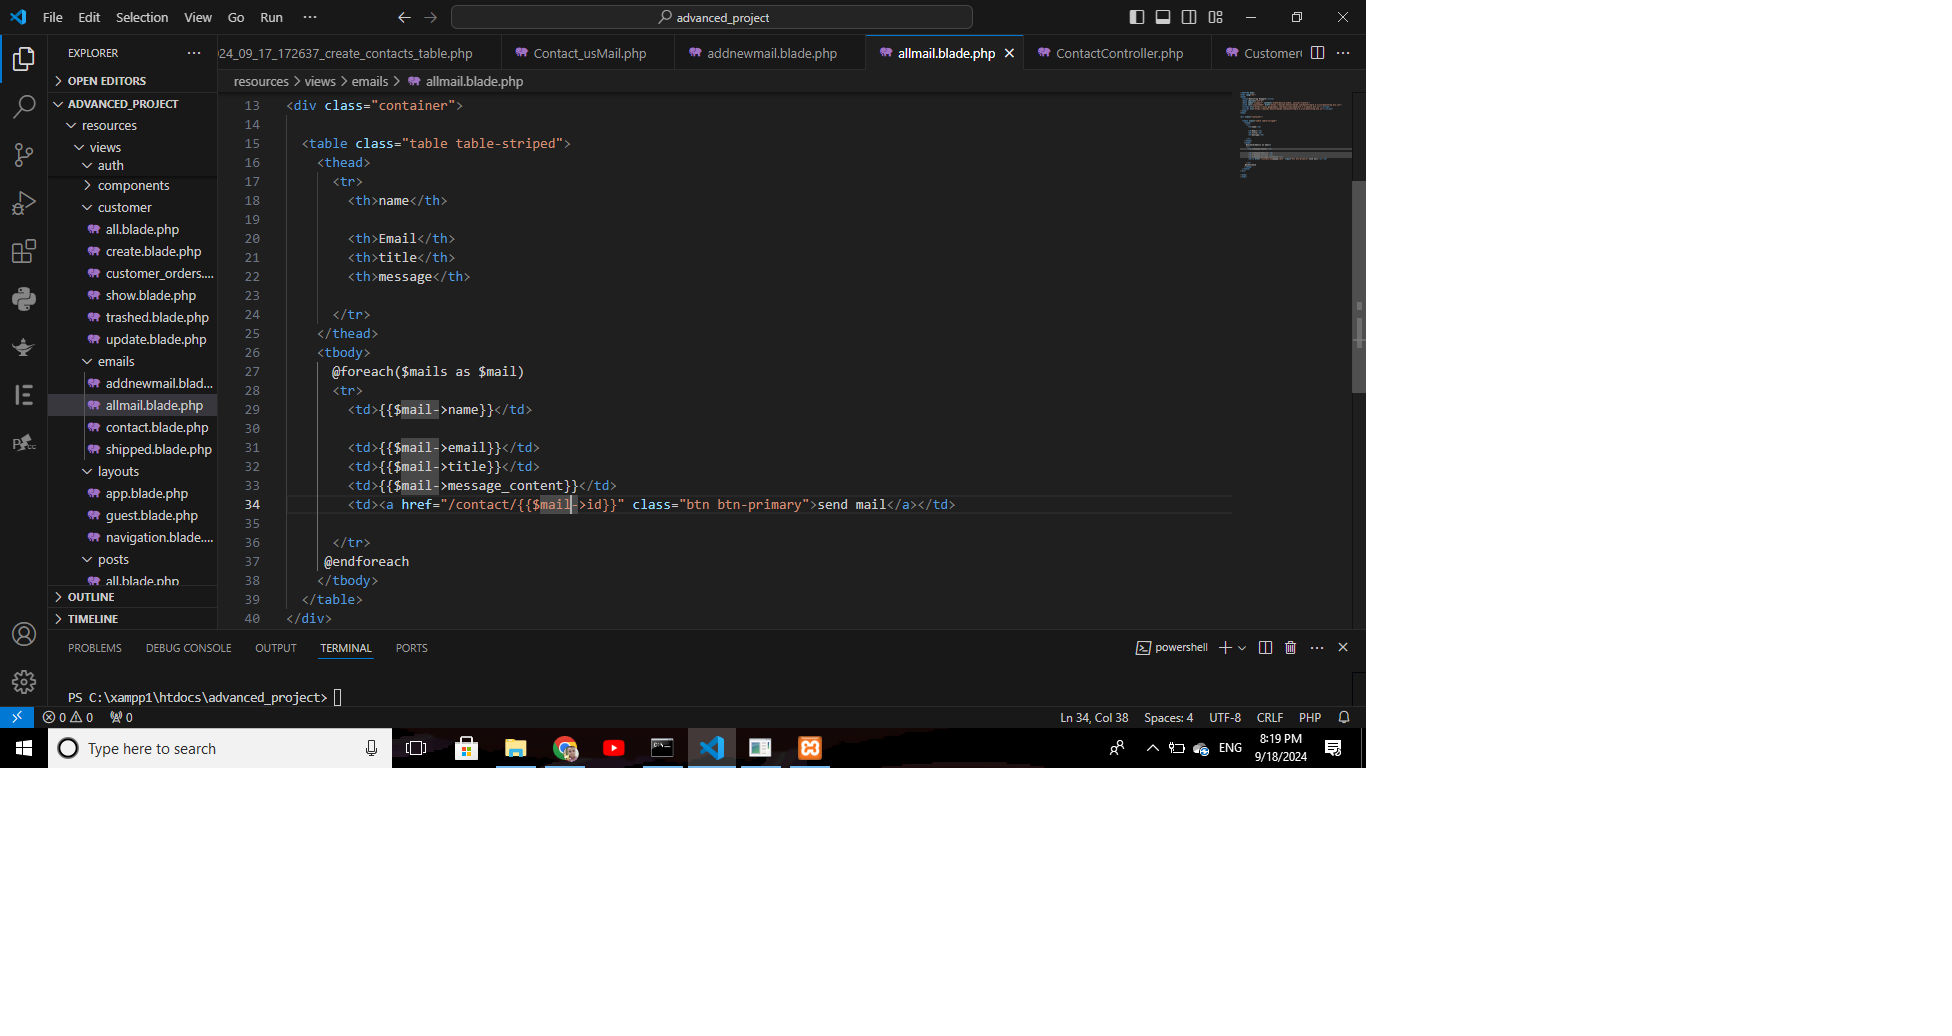 File Edit Selection View Go Run ··· advanced_project
EXPLORER ···
24_09_17_172637_create_contacts_table.php Contact_usMail.php addnewmail.blade.php allmail.blade.php ContactController.php Customer
OPEN EDITORS
resources > views > emails > allmail.blade.php
ADVANCED_PROJECT
resources
views
auth
components
customer
all.blade.php
create.blade.php
customer_orders....
show.blade.php
trashed.blade.php
update.blade.php
emails
addnewmail.blad...
allmail.blade.php
contact.blade.php
shipped.blade.php
layouts
app.blade.php
guest.blade.php
navigation.blade....
posts
all.blade.php
OUTLINE
TIMELINE
13 <div class="container">
14
15 <table class="table table-striped">
16 <thead>
17 <tr>
18 <th>name</th>
19
20 <th>Email</th>
21 <th>title</th>
22 <th>message</th>
23
24 </tr>
25 </thead>
26 <tbody>
27 @foreach($mails as $mail)
28 <tr>
29 <td>{{$mail->name}}</td>
30
31 <td>{{$mail->email}}</td>
32 <td>{{$mail->title}}</td>
33 <td>{{$mail->message_content}}</td>
34 <td><a href="/contact/{{$mail->id}}" class="btn btn-primary">send mail</a></td>
35
36 </tr>
37 @endforeach
38 </tbody>
39 </table>
40 </div>
PROBLEMS DEBUG CONSOLE OUTPUT TERMINAL PORTS powershell ···
PS C:\xampp1\htdocs\advanced_project>
0 0 0 Ln 34, Col 38 Spaces: 4 UTF-8 CRLF PHP
Type here to search ENG 8:19 PM
9/18/2024